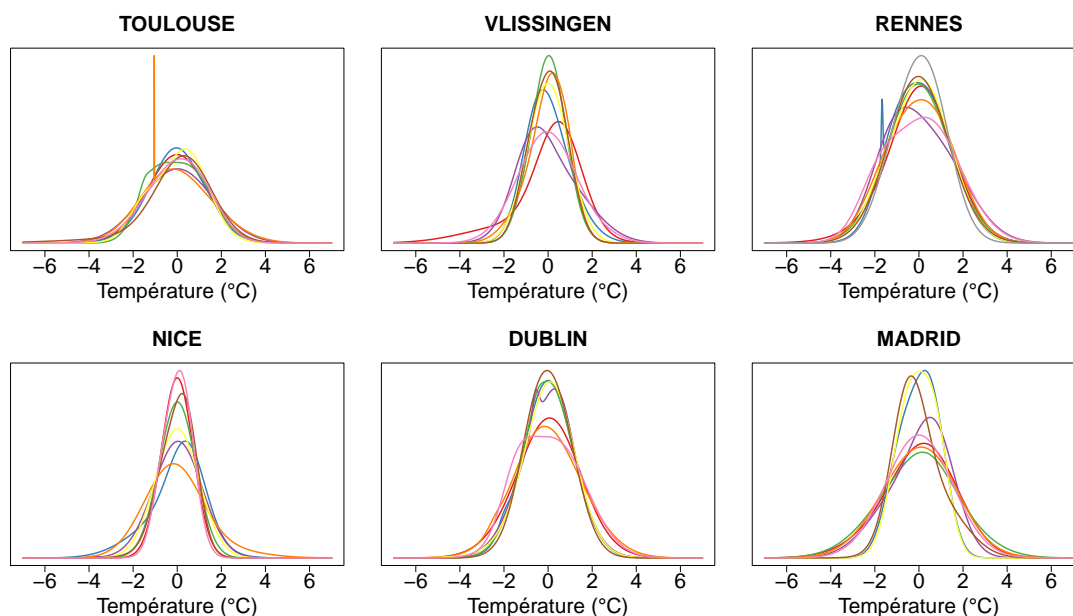 TOULOUSE VLISSINGEN RENNES
−6 −4 −2 0 2 4 6 −6 −4 −2 0 2 4 6 −6 −4 −2 0 2 4 6
Température (°C) Température (°C) Température (°C)
NICE DUBLIN MADRID
−6 −4 −2 0 2 4 6 −6 −4 −2 0 2 4 6 −6 −4 −2 0 2 4 6
Température (°C) Température (°C) Température (°C)